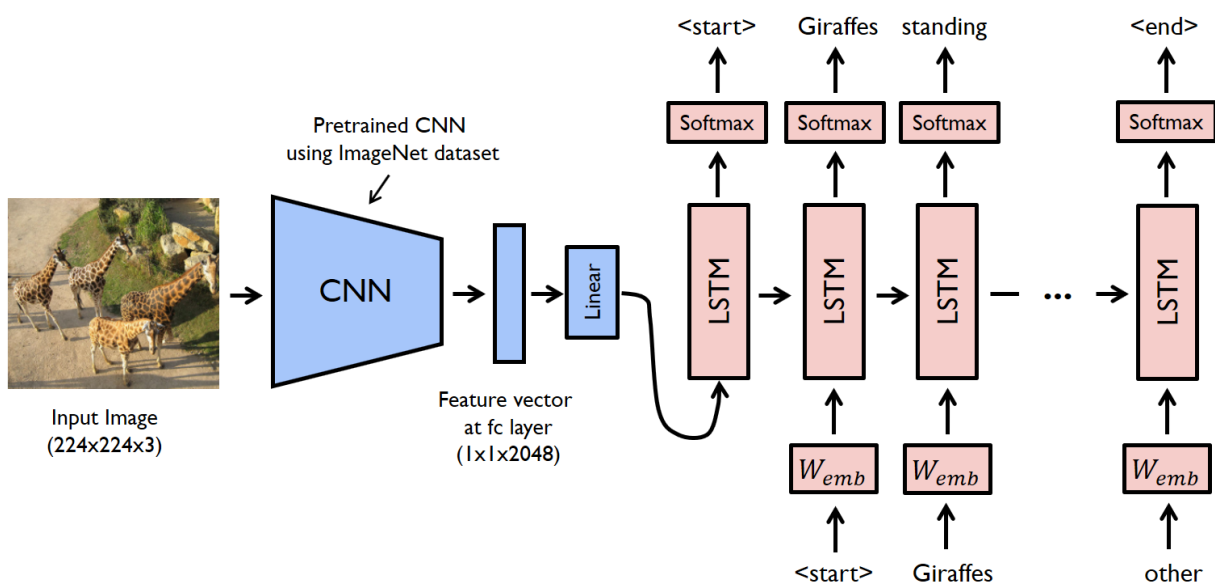 <start> Giraffes standing <end>
Softmax Softmax Softmax Softmax
Pretrained CNN
using ImageNet dataset
CNN
Linear
LSTM LSTM LSTM ... LSTM
Input Image
(224x224x3)
Feature vector
at fc layer
(1x1x2048)
W_emb W_emb W_emb
<start> Giraffes other